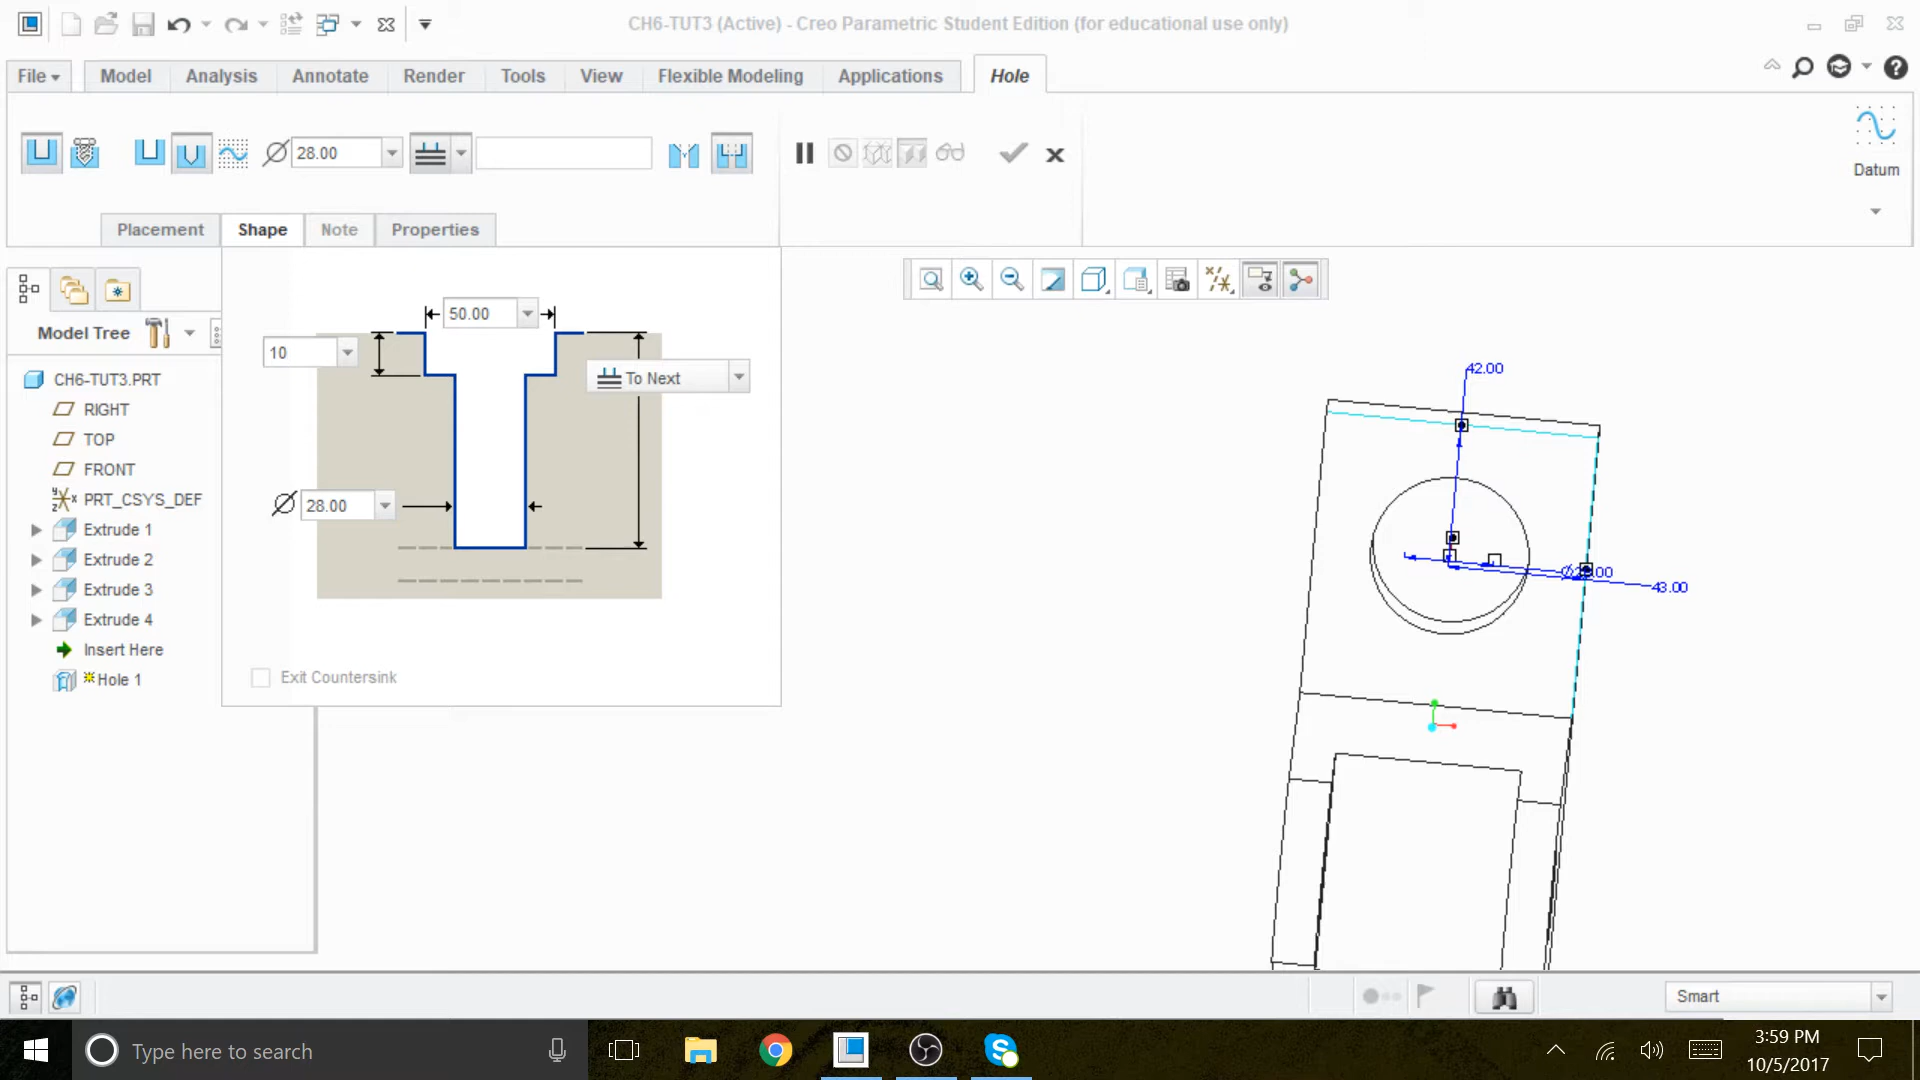 CH6-TUT3 (Active) - Creo Parametric Student Edition (for educational use only)
File Model Analysis Annotate Render Tools View Flexible Modeling Applications Hole
28.00
Datum
Placement Shape Note Properties
Model Tree
CH6-TUT3.PRT
RIGHT
TOP
FRONT
PRT_CSYS_DEF
Extrude 1
Extrude 2
Extrude 3
Extrude 4
Insert Here
Hole 1
50.00
10
To Next
28.00
Exit Countersink
42.00
43.00
Smart
Type here to search
3:59 PM
10/5/2017